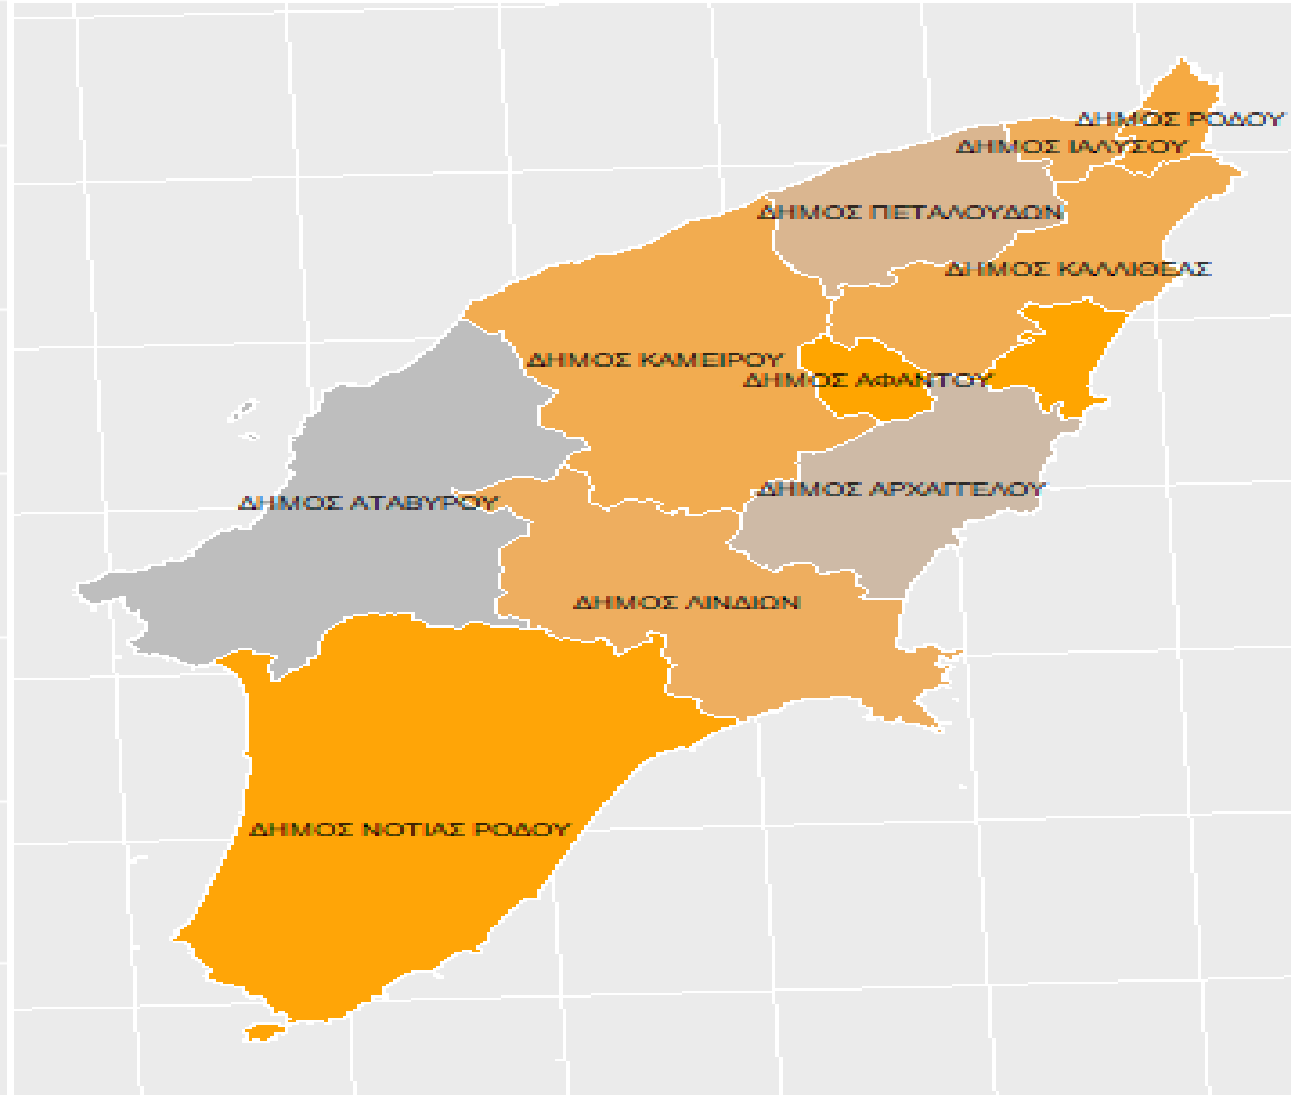 ΔΗΜΟΣ ΡΟΔΟΥ
ΔΗΜΟΣ ΙΑΛΥΣΟΥ
ΔΗΜΟΣ ΠΕΤΑΛΟΥΔΩΝ
ΔΗΜΟΣ ΚΑΛΛΙΘΕΑΣ
ΔΗΜΟΣ ΚΑΜΕΙΡΟΥ
ΔΗΜΟΣ ΑΦΑΝΤΟΥ
ΔΗΜΟΣ ΑΡΧΑΓΓΕΛΟΥ
ΔΗΜΟΣ ΑΤΑΒΥΡΟΥ
ΔΗΜΟΣ ΛΙΝΔΙΩΝ
ΔΗΜΟΣ ΝΟΤΙΑΣ ΡΟΔΟΥ